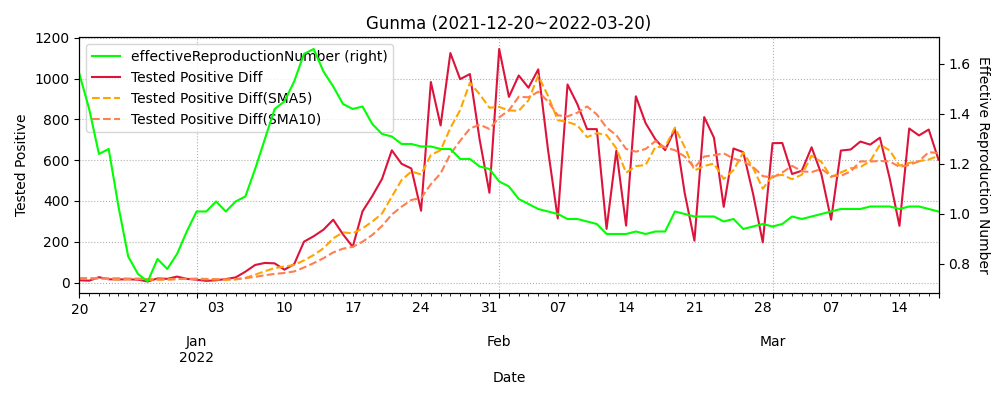 Gunma (2021-12-20~2022-03-20)
effectiveReproductionNumber (right)
Tested Positive Diff
Tested Positive Diff(SMA5)
Tested Positive Diff(SMA10)
Tested Positive
1200
1000
800
600
400
200
0
Effective Reproduction Number
1.6
1.4
1.2
1.0
0.8
20 27 03 10 17 24 31 07 14 21 28 07 14
Jan Feb Mar
2022
Date